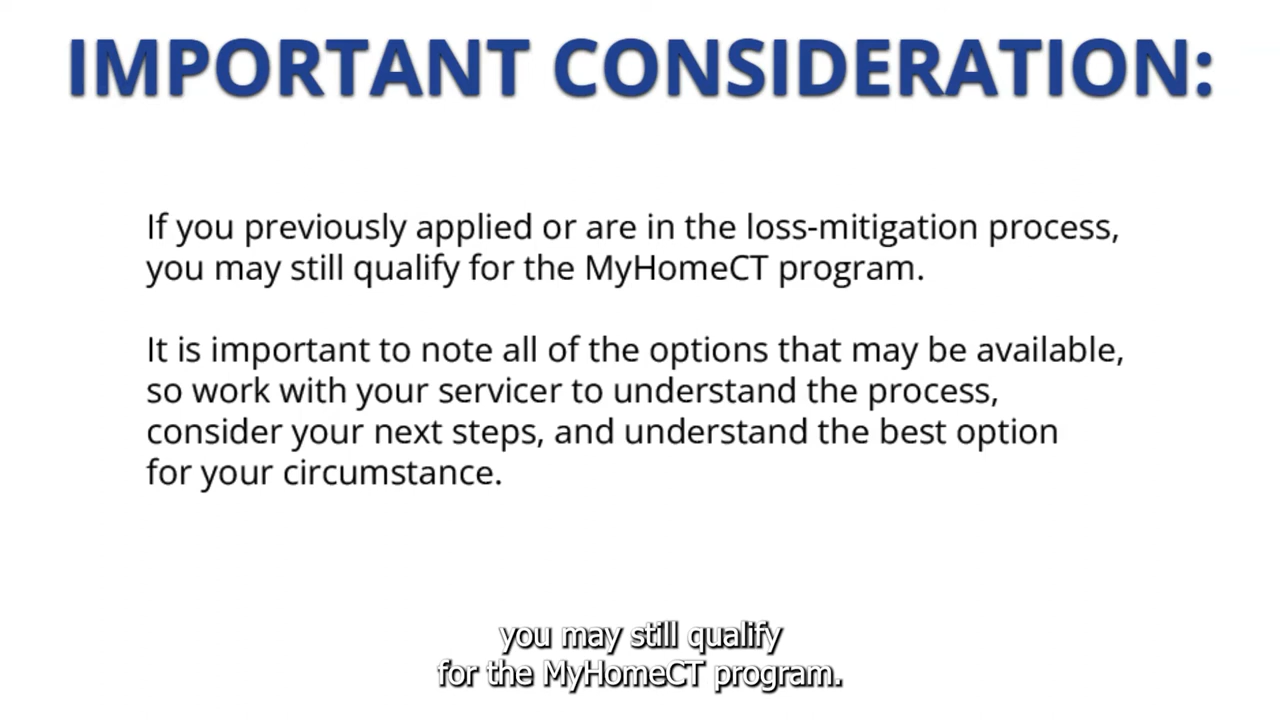 IMPORTANT CONSIDERATION:
If you previously applied or are in the loss-mitigation process,
you may still qualify for the MyHomeCT program.
It is important to note all of the options that may be available,
so work with your servicer to understand the process,
consider your next steps, and understand the best option
for your circumstance.
you may still qualify
for the MyHomeCT program.